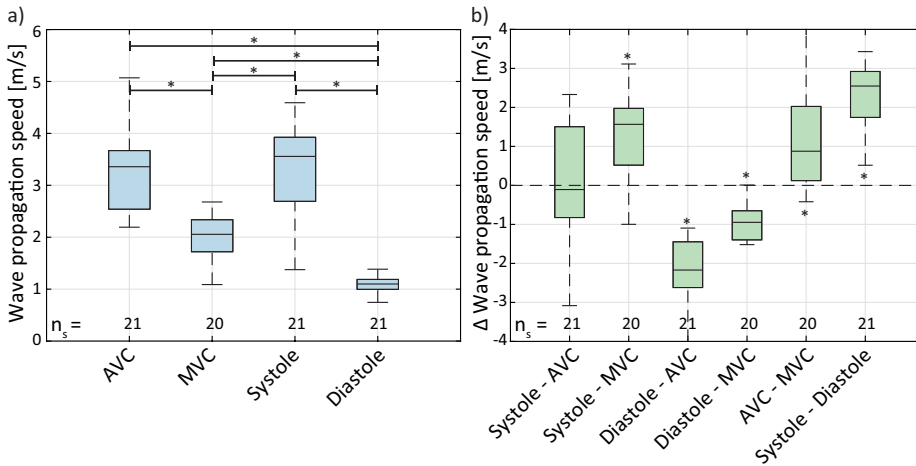 a)
Wave propagation speed [m/s]
6
5
4
3
2
1
0
*
*
*
*
*
n_s = 21 20 21 21
AVC MVC Systole Diastole
b)
Δ Wave propagation speed [m/s]
4
3
2
1
0
-1
-2
-3
-4
*
*
*
*
*
n_s = 21 20 21 20 20 21
Systole - AVC
Systole - MVC
Diastole - AVC
Diastole - MVC
AVC - MVC
Systole - Diastole